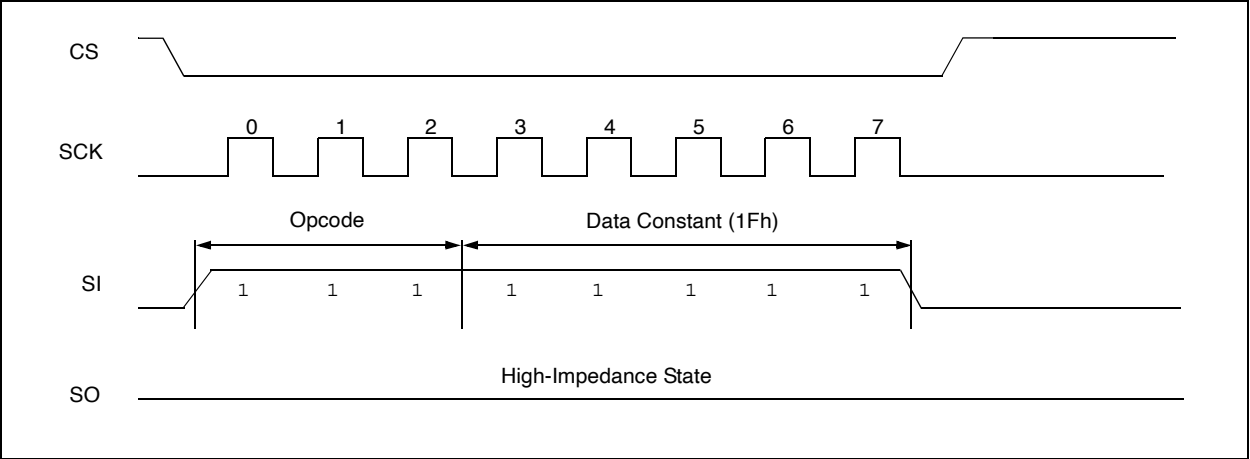 CS
0 1 2 3 4 5 6 7
SCK
Opcode Data Constant (1Fh)
SI 1 1 1 1 1 1 1 1
High-Impedance State
SO